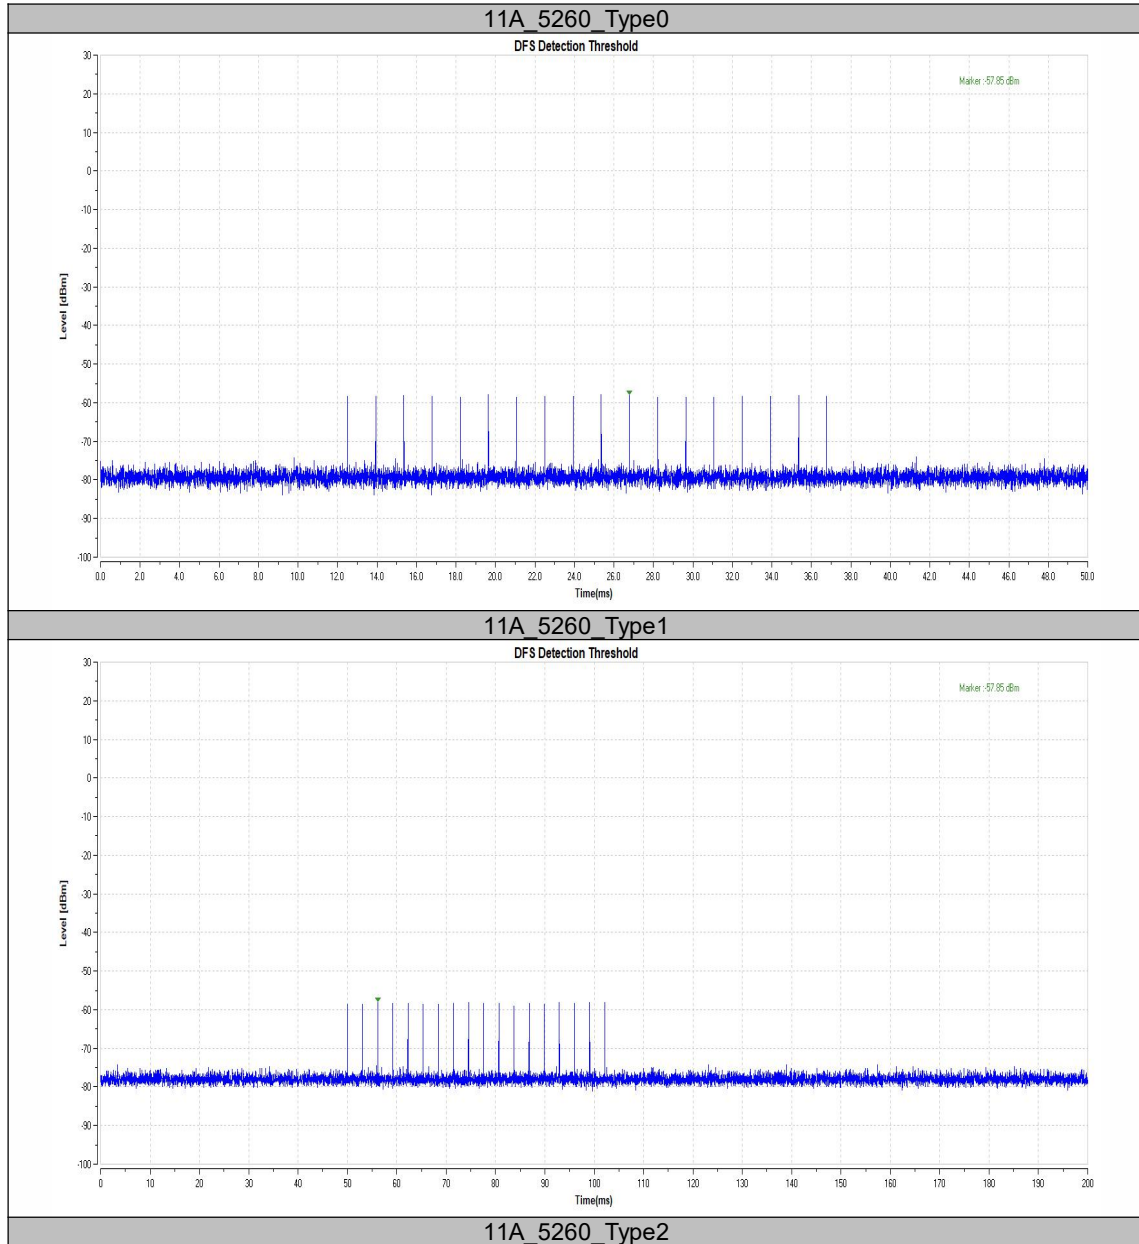 11A_5260_Type0
DFS Detection Threshold
Marker :-57.85 dBm
30
20
10
0
-10
-20
-30
-40
-50
-60
-70
-80
-90
-100
Level [dBm]
0.0 2.0 4.0 6.0 8.0 10.0 12.0 14.0 16.0 18.0 20.0 22.0 24.0 26.0 28.0 30.0 32.0 34.0 36.0 38.0 40.0 42.0 44.0 46.0 48.0 50.0
Time(ms)
11A_5260_Type1
DFS Detection Threshold
Marker :-57.85 dBm
30
20
10
0
-10
-20
-30
-40
-50
-60
-70
-80
-90
-100
Level [dBm]
0 10 20 30 40 50 60 70 80 90 100 110 120 130 140 150 160 170 180 190 200
Time(ms)
11A_5260_Type2